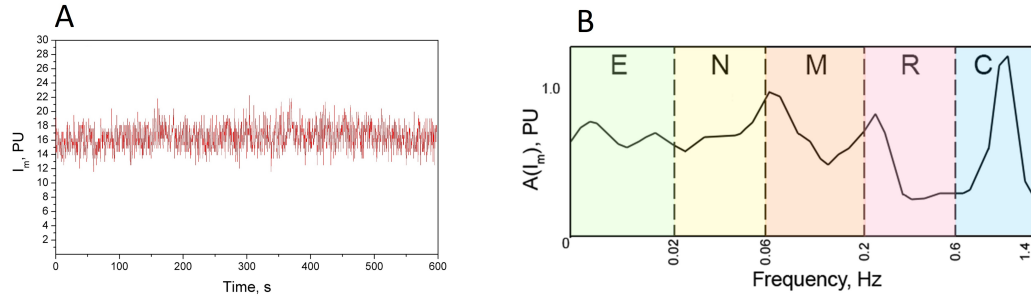 A
30
28
26
24
22
20
18
16
14
12
10
8
6
4
2
I_m, PU
0 100 200 300 400 500 600
Time, s
B
E N M R C
1.0
A(I_m), PU
0 0.02 0.06 0.2 0.6 1.4
Frequency, Hz